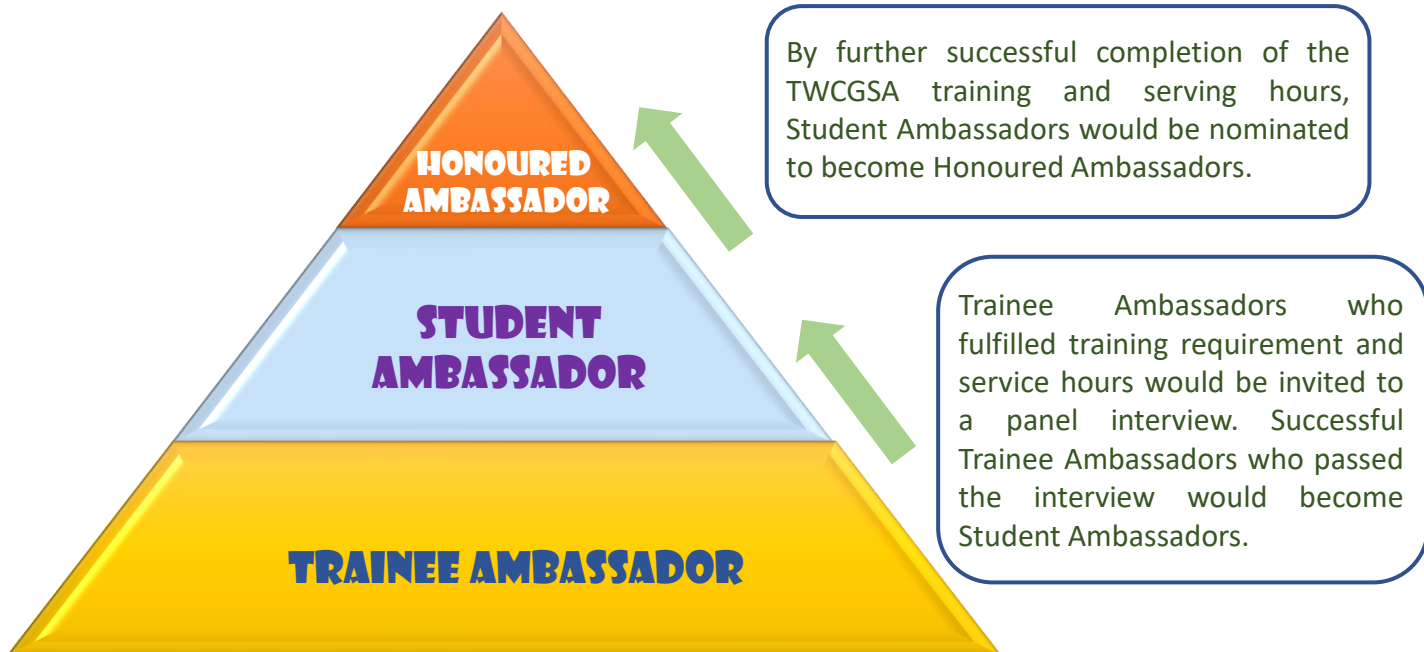 By further successful completion of the
TWCGSA training and serving hours,
Student Ambassadors would be nominated
to become Honoured Ambassadors.
HONOURED
AMBASSADOR
Trainee Ambassadors who
fulfilled training requirement and
service hours would be invited to
a panel interview. Successful
Trainee Ambassadors who passed
the interview would become
Student Ambassadors.
STUDENT
AMBASSADOR
TRAINEE AMBASSADOR